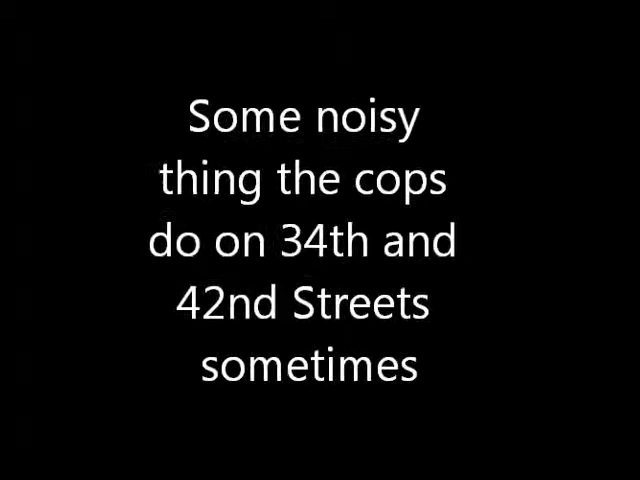 Some noisy
thing the cops
do on 34th and
42nd Streets
sometimes